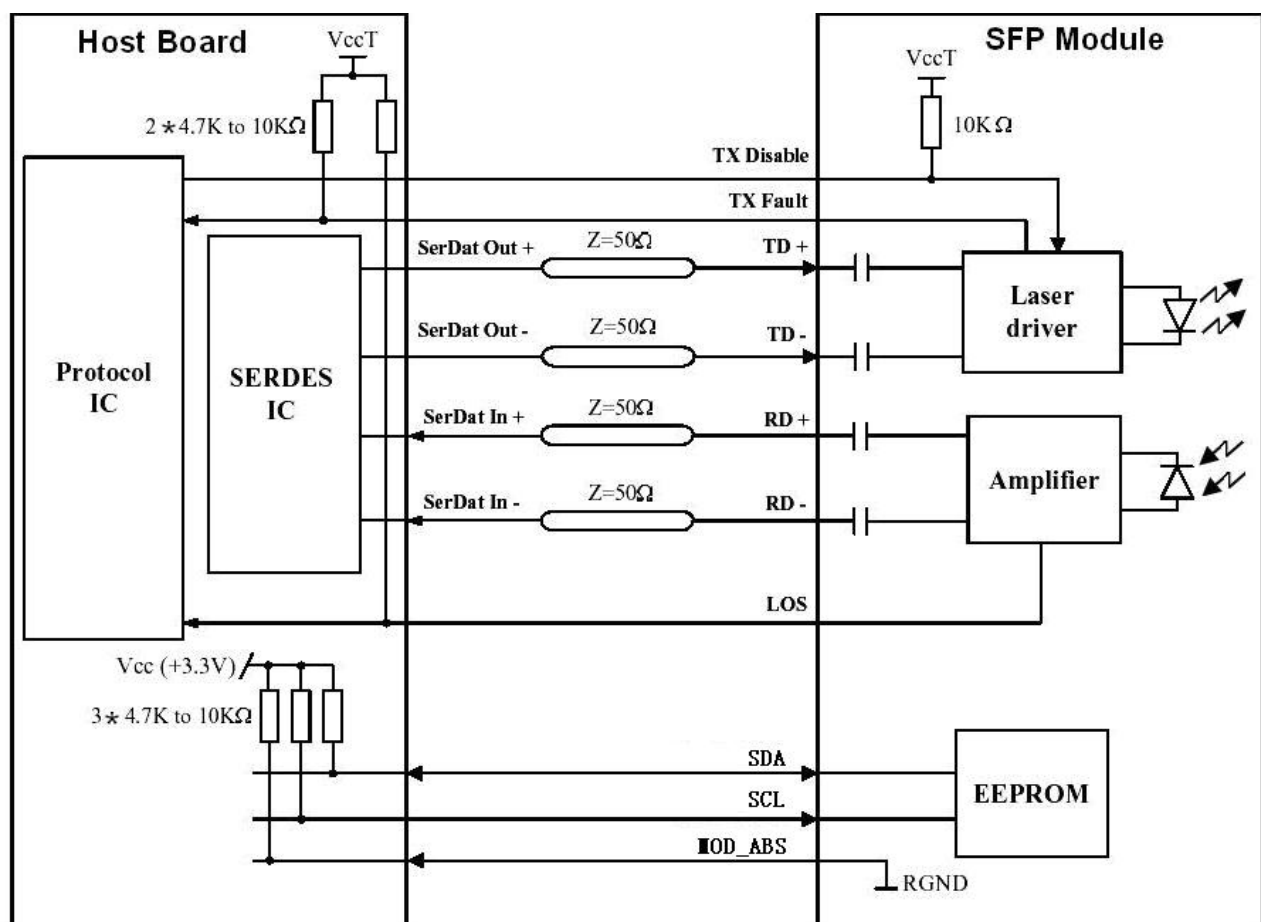 Host Board
SFP Module
VccT
VccT
2*4.7K to 10KΩ
10KΩ
TX Disable
TX Fault
SerDat Out +
Z=50Ω
TD +
Laser
driver
SerDat Out -
Z=50Ω
TD -
Protocol
IC
SERDES
IC
SerDat In +
Z=50Ω
RD +
Amplifier
SerDat In -
Z=50Ω
RD -
LOS
Vcc (+3.3V)
3*4.7K to 10KΩ
SDA
SCL
EEPROM
MOD_ABS
RGND